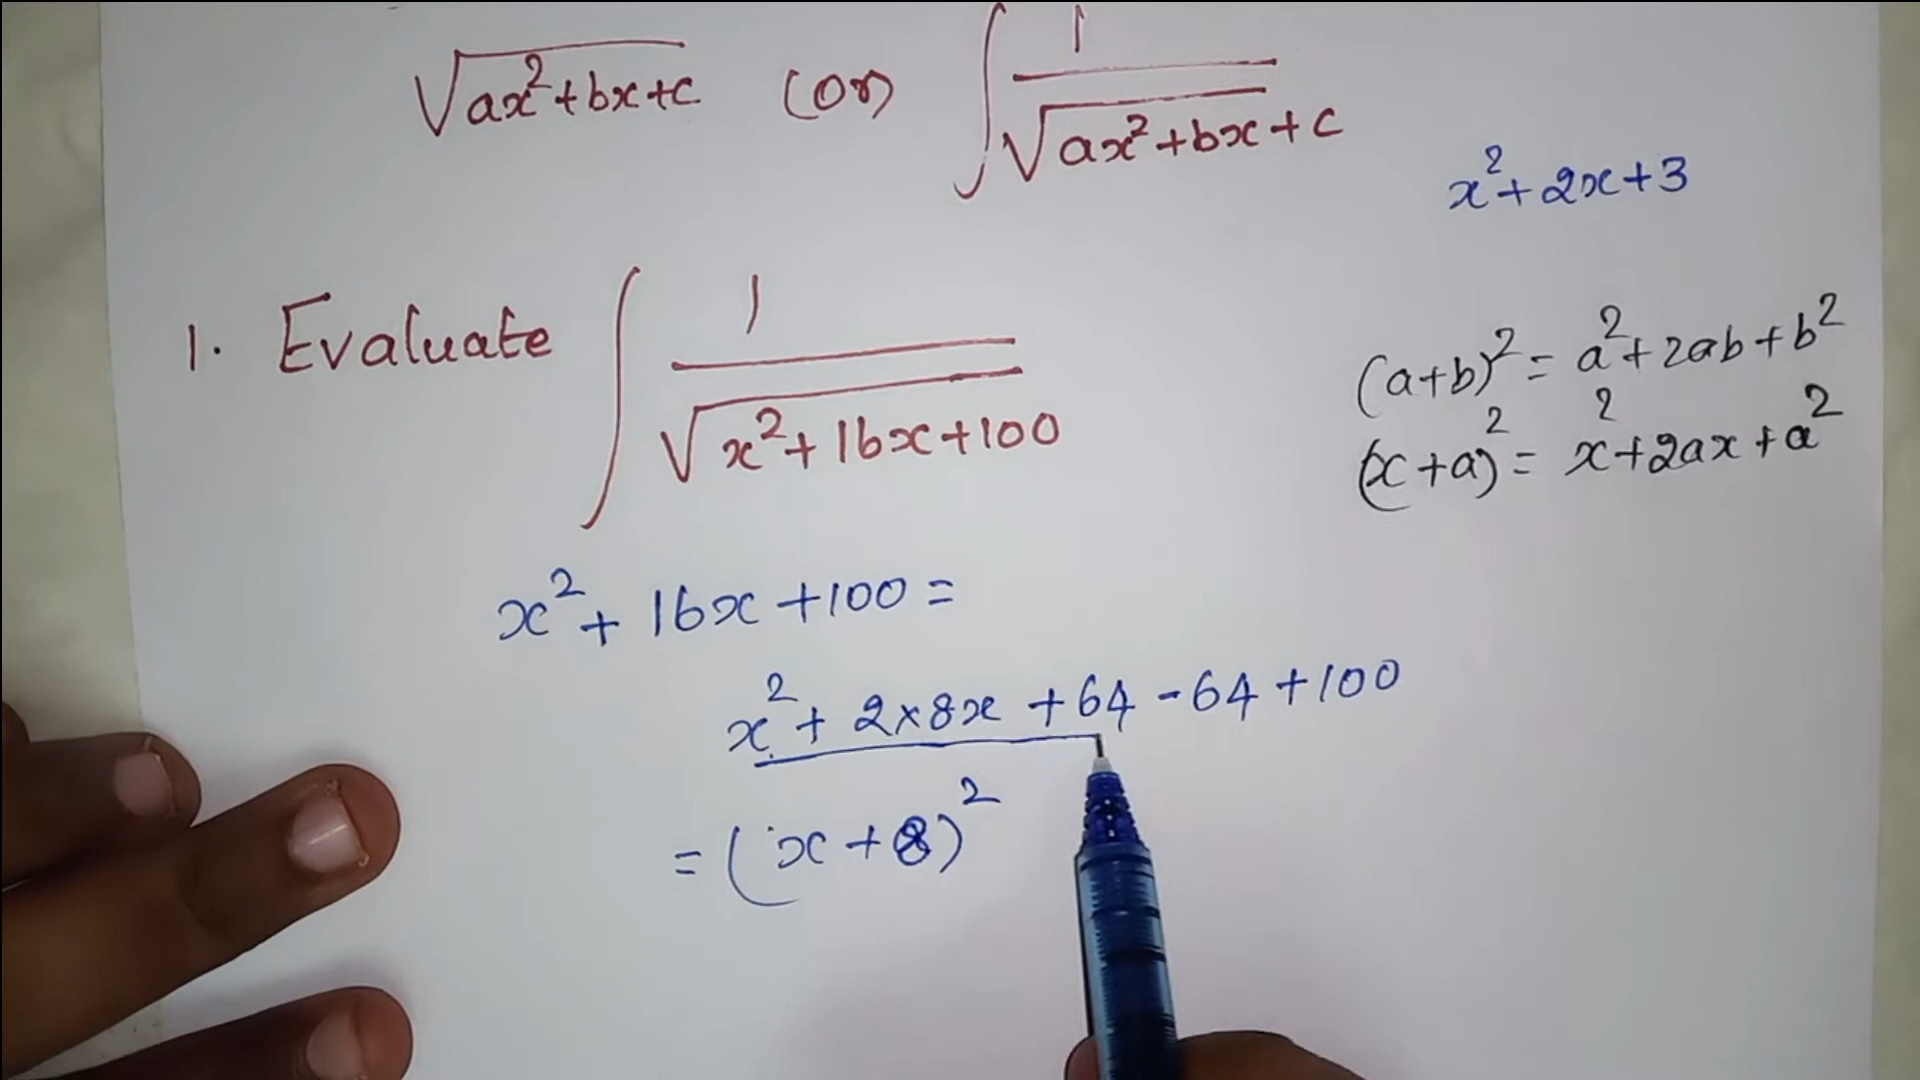 √ax²+bx+c (or) ∫ 1/√ax²+bx+c
x²+2x+3
1. Evaluate ∫ 1/√x²+16x+100
(a+b)² = a²+2ab+b²
(x+a)² = x²+2ax+a²
x²+16x+100 =
x²+2×8x+64-64+100
= (x+8)²